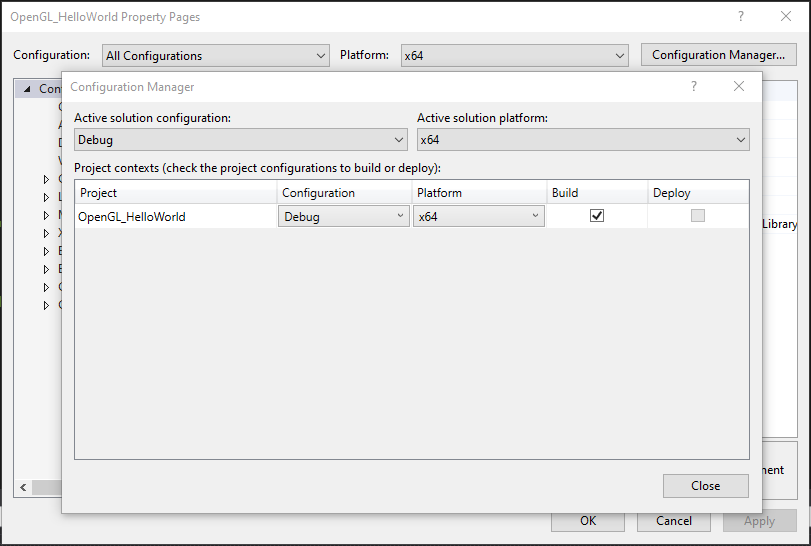 OpenGL_HelloWorld Property Pages
Configuration: All Configurations Platform: x64 Configuration Manager...
Configuration Manager
Active solution configuration: Active solution platform:
Debug x64
Project contexts (check the project configurations to build or deploy):
Project Configuration Platform Build Deploy
OpenGL_HelloWorld Debug x64
Library
Close
OK Cancel Apply